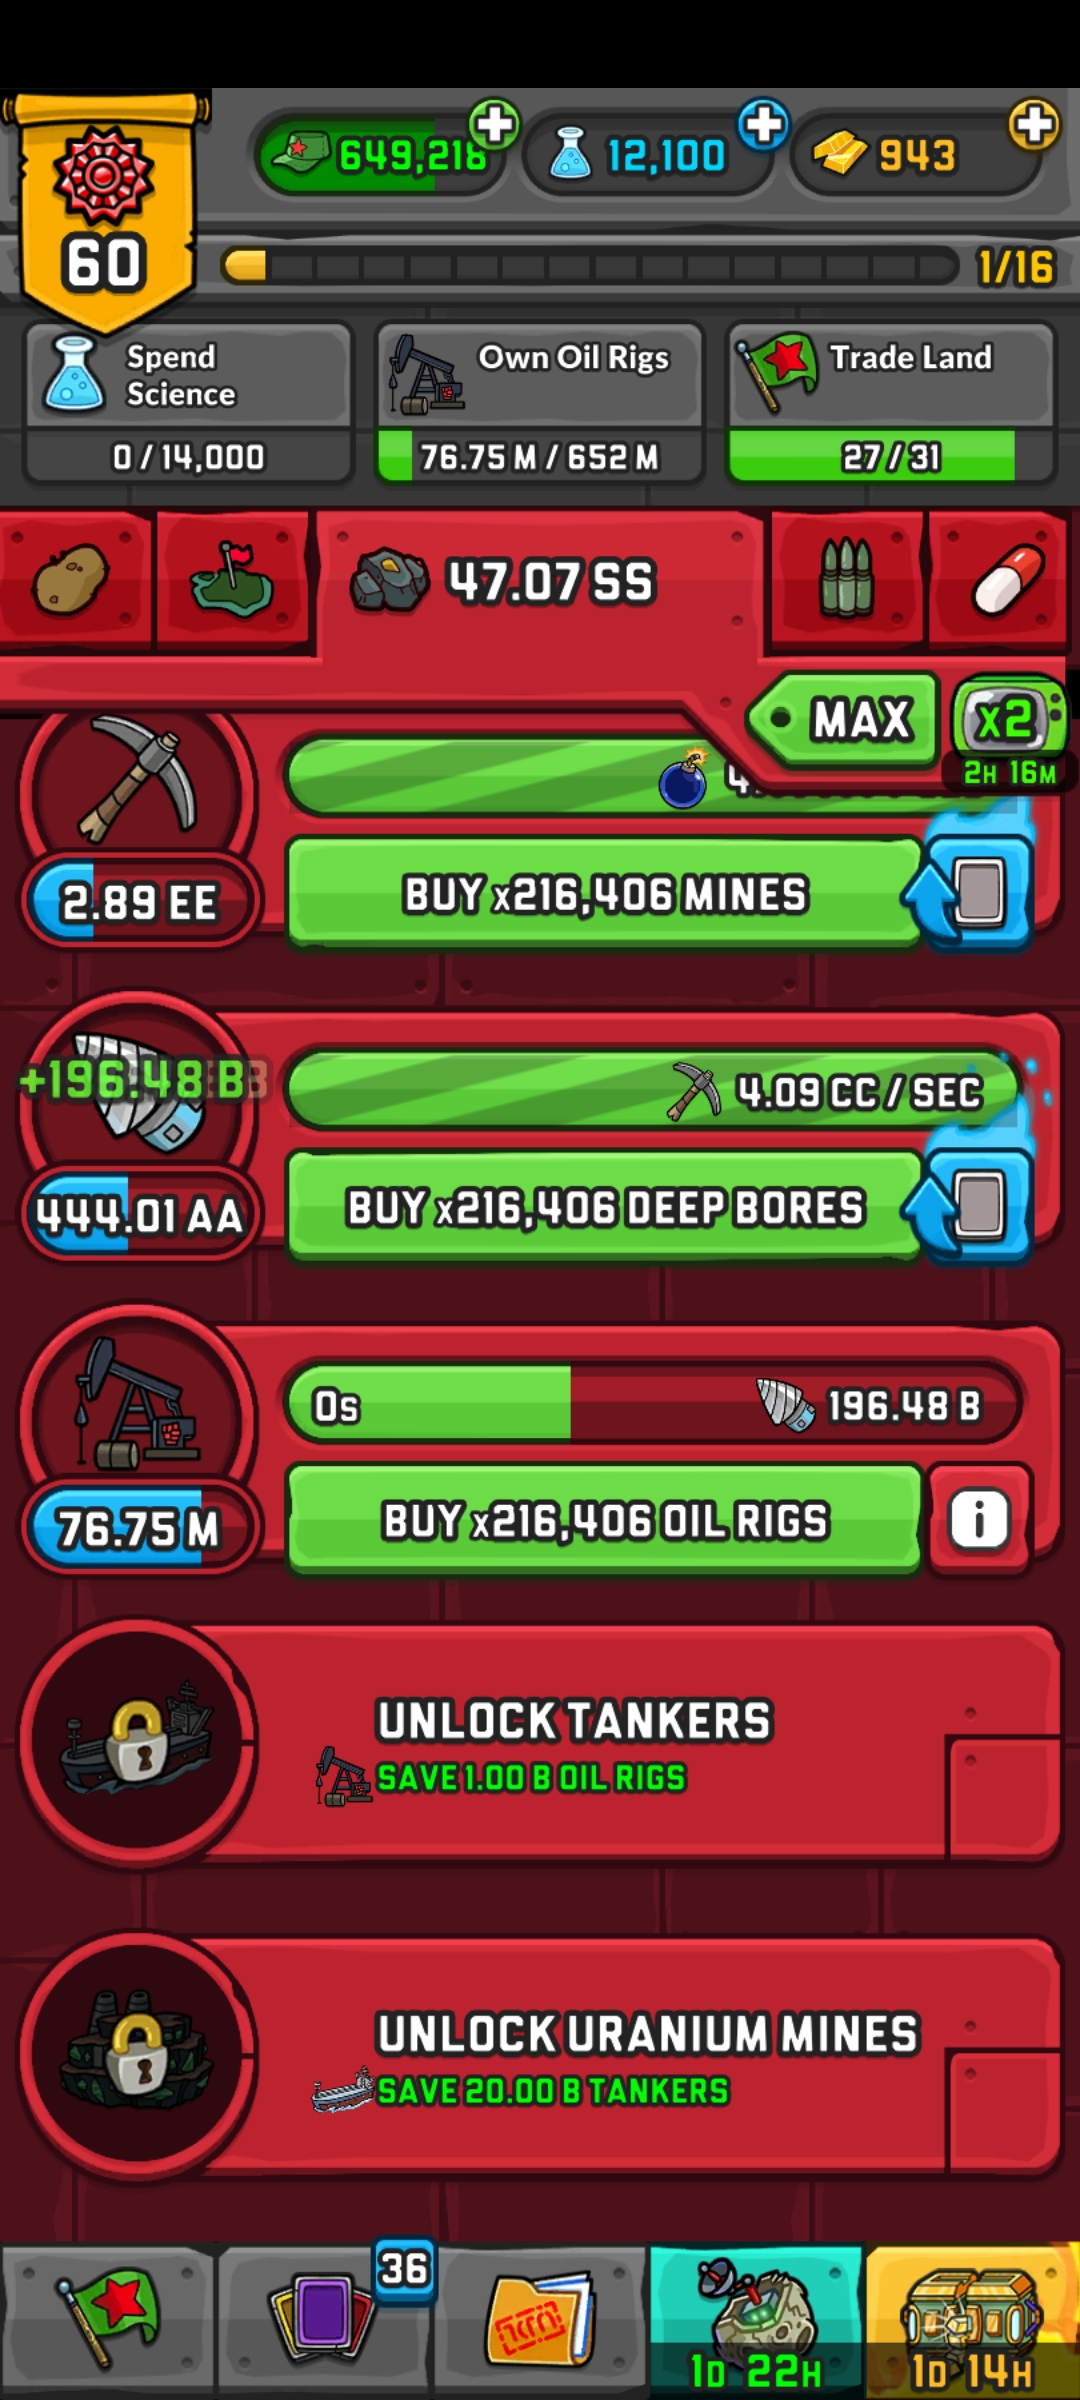 649,218
12,100
943
60
1/16
Spend
Science
0 / 14,000
Own Oil Rigs
76.75 M / 652 M
Trade Land
27 / 31
47.07 SS
MAX
x2
2H 16M
BUY x216,406 MINES
2.89 EE
+196.48 B
4.09 CC / SEC
444.01 AA
BUY x216,406 DEEP BORES
0s
196.48 B
76.75 M
BUY x216,406 OIL RIGS
i
UNLOCK TANKERS
SAVE 1.00 B OIL RIGS
UNLOCK URANIUM MINES
SAVE 20.00 B TANKERS
36
1D 22H
1D 14H